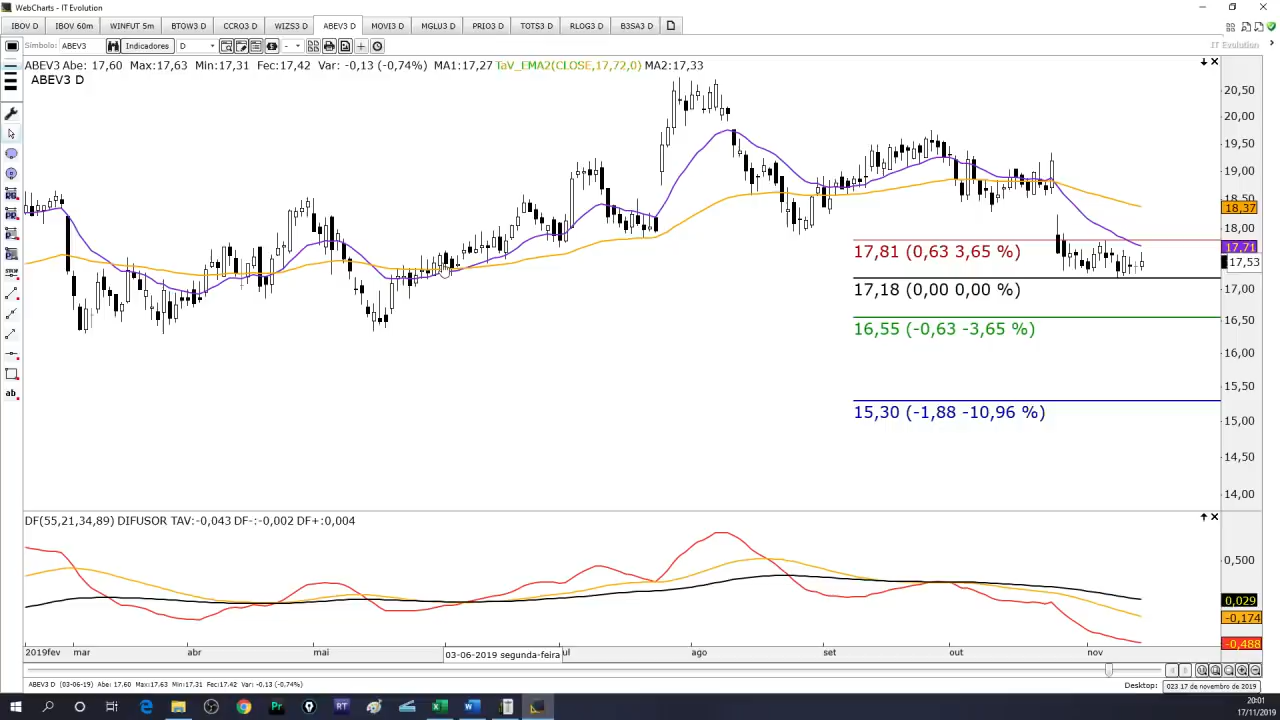 WebCharts - IT Evolution
IBOV D IBOV 60m WINFUT 5m BTOW3 D CCRO3 D WIZS3 D ABEV3 D MOVI3 D MGLU3 D PRIO3 D TOTS3 D RLOG3 D B3SA3 D
Símbolo: ABEV3 Indicadores D - IT Evolution
ABEV3 Abe: 17,60 Max:17,63 Min:17,31 Fec:17,42 Var: -0,13 (-0,74%) MA1:17,27 TaV_EMA2(CLOSE,17,72,0) MA2:17,33
ABEV3 D
20,50
20,00
19,50
19,00
18,50
18,37
18,00
17,81 (0,63 3,65 %)
17,71
17,53
17,18 (0,00 0,00 %)
17,00
16,55 (-0,63 -3,65 %)
16,50
16,00
15,50
15,30 (-1,88 -10,96 %)
15,00
14,50
14,00
ab
DF(55,21,34,89) DIFUSOR TAV:-0,043 DF-:-0,002 DF+:0,004
0,500
0,029
-0,174
-0,488
2019fev mar abr mai 03-06-2019 segunda-feira jul ago set out nov
ABEV3 D (03-06-19) Abe: 17,60 Max:17,63 Min:17,31 Fec:17,42 Var: -0,13 (-0,74%)
Desktop: 023 17 de novembro de 2019
RT
20:01
17/11/2019